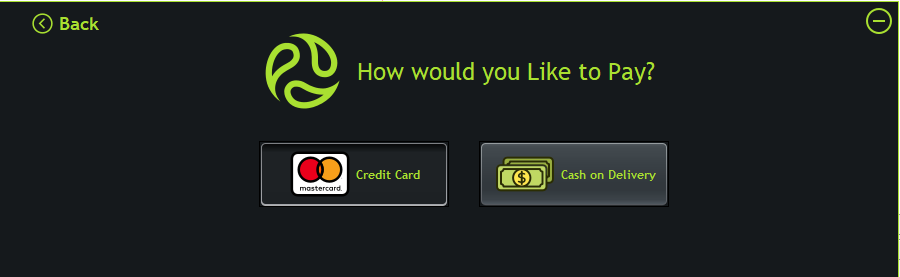 Back
How would you Like to Pay?
mastercard.
Credit Card
$
Cash on Delivery